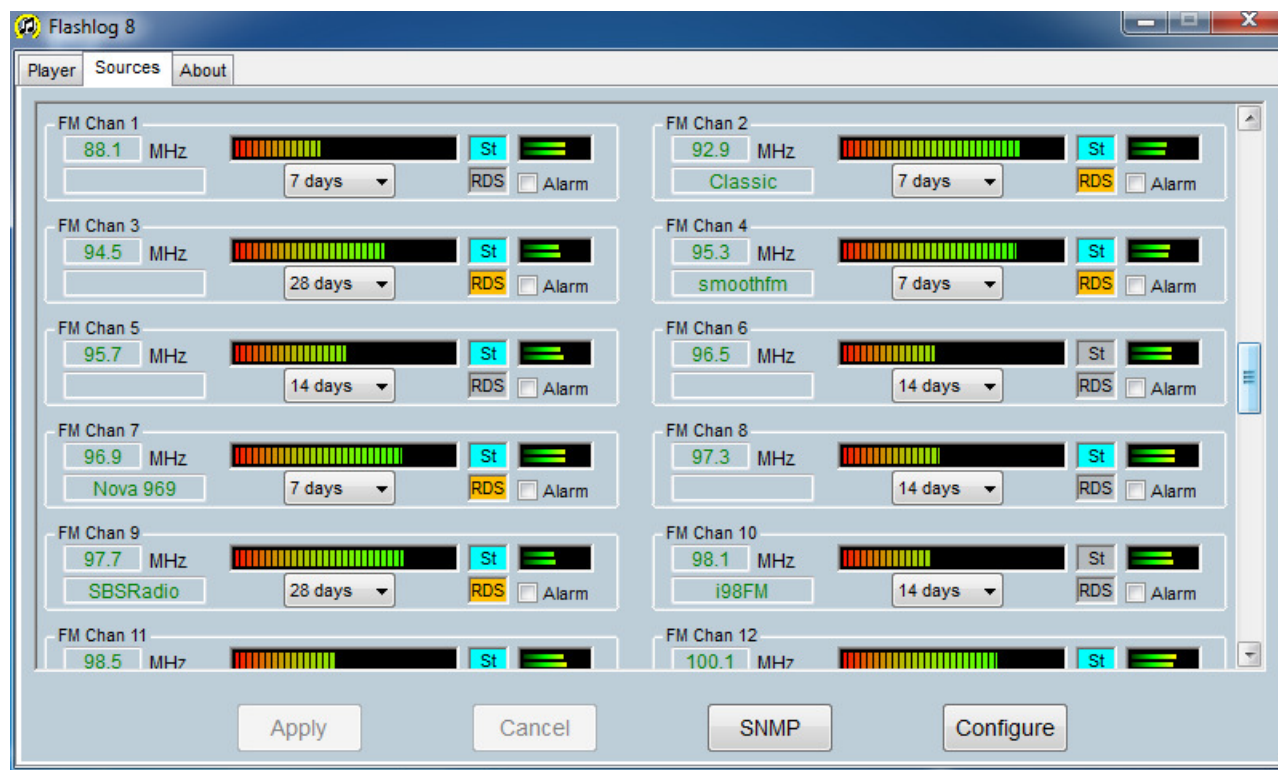 Flashlog 8
Player Sources About
FM Chan 1
88.1 MHz St
7 days RDS Alarm
FM Chan 2
92.9 MHz St
Classic 7 days RDS Alarm
FM Chan 3
94.5 MHz St
28 days RDS Alarm
FM Chan 4
95.3 MHz St
smoothfm 7 days RDS Alarm
FM Chan 5
95.7 MHz St
14 days RDS Alarm
FM Chan 6
96.5 MHz St
14 days RDS Alarm
FM Chan 7
96.9 MHz St
Nova 969 7 days RDS Alarm
FM Chan 8
97.3 MHz St
14 days RDS Alarm
FM Chan 9
97.7 MHz St
SBSRadio 28 days RDS Alarm
FM Chan 10
98.1 MHz St
i98FM 14 days RDS Alarm
FM Chan 11
98.5 MHz St
FM Chan 12
100.1 MHz St
Apply Cancel SNMP Configure